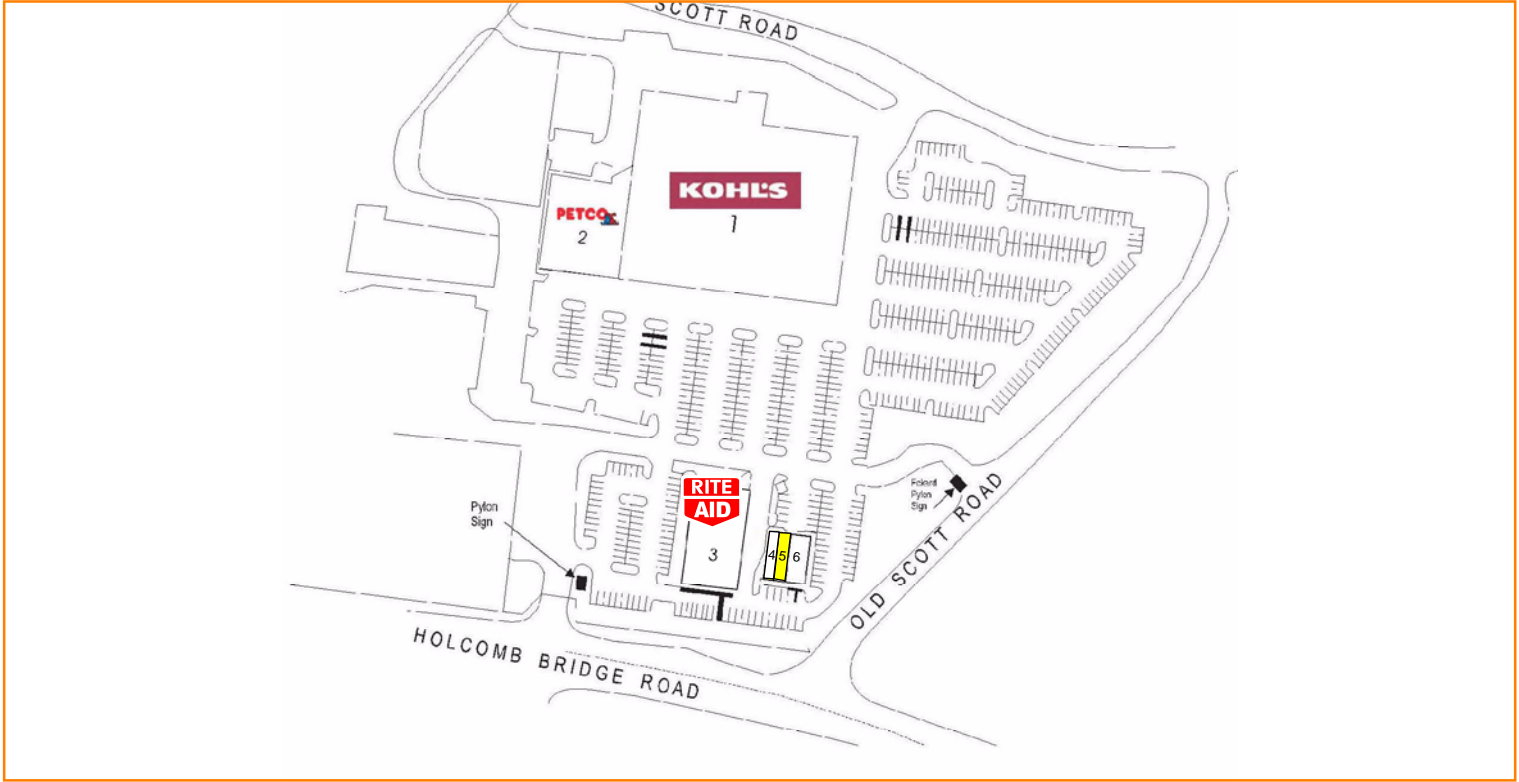 SCOTT ROAD
KOHL'S
1
PETCO
2
RITE
AID
3
4
5
6
Pylon
Sign
Pylon
Sign
OLD SCOTT ROAD
HOLCOMB BRIDGE ROAD